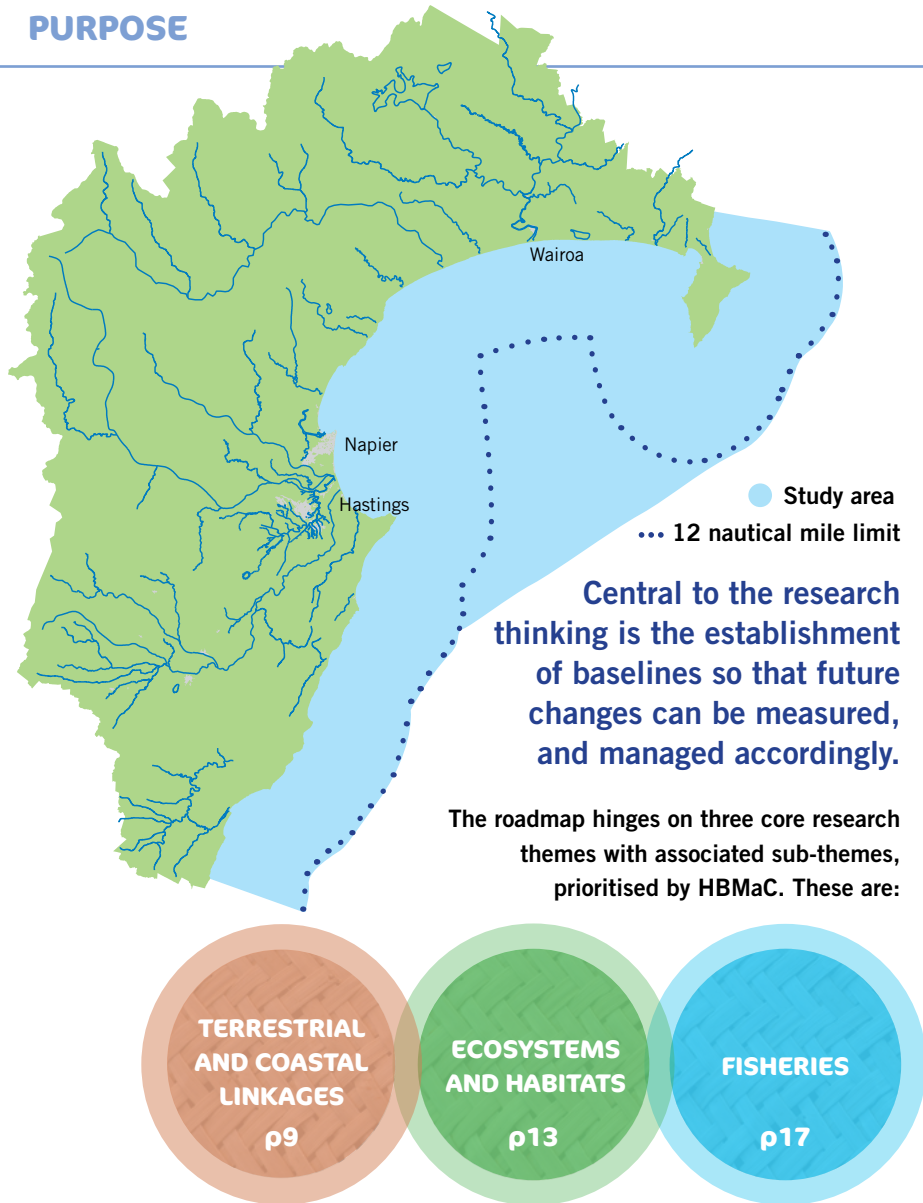 PURPOSE
Wairoa
Napier
Hastings
Study area
12 nautical mile limit
Central to the research
thinking is the establishment
of baselines so that future
changes can be measured,
and managed accordingly.
The roadmap hinges on three core research
themes with associated sub-themes,
prioritised by HBMaC. These are:
TERRESTRIAL
AND COASTAL
LINKAGES
p9
ECOSYSTEMS
AND HABITATS
p13
FISHERIES
p17